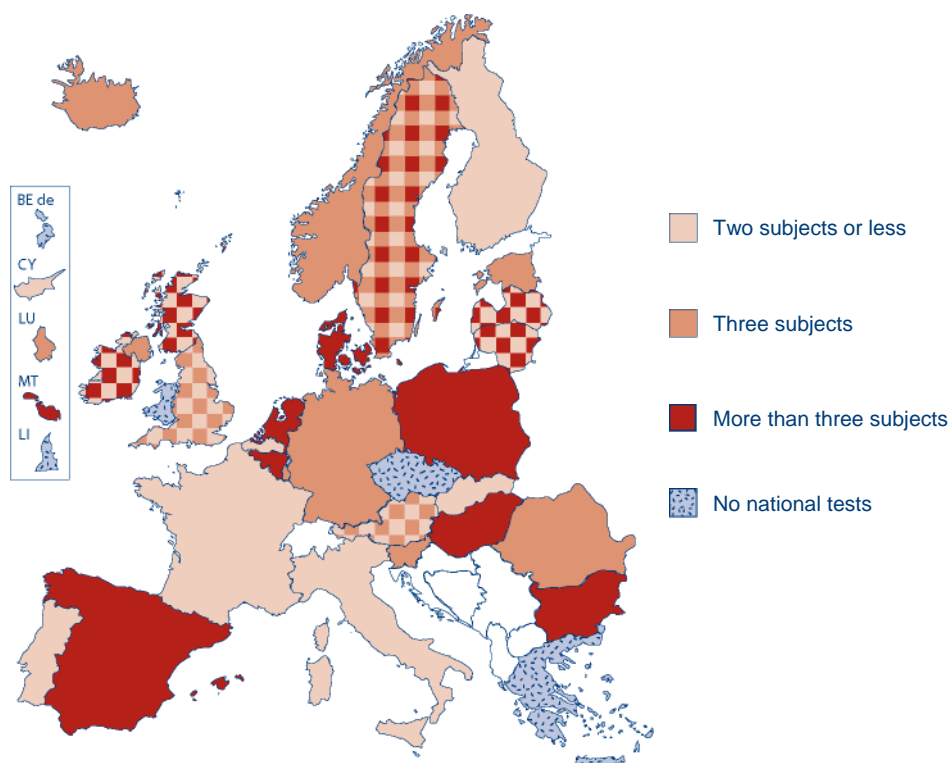 BE de
CY
LU
MT
LI
Two subjects or less
Three subjects
More than three subjects
No national tests